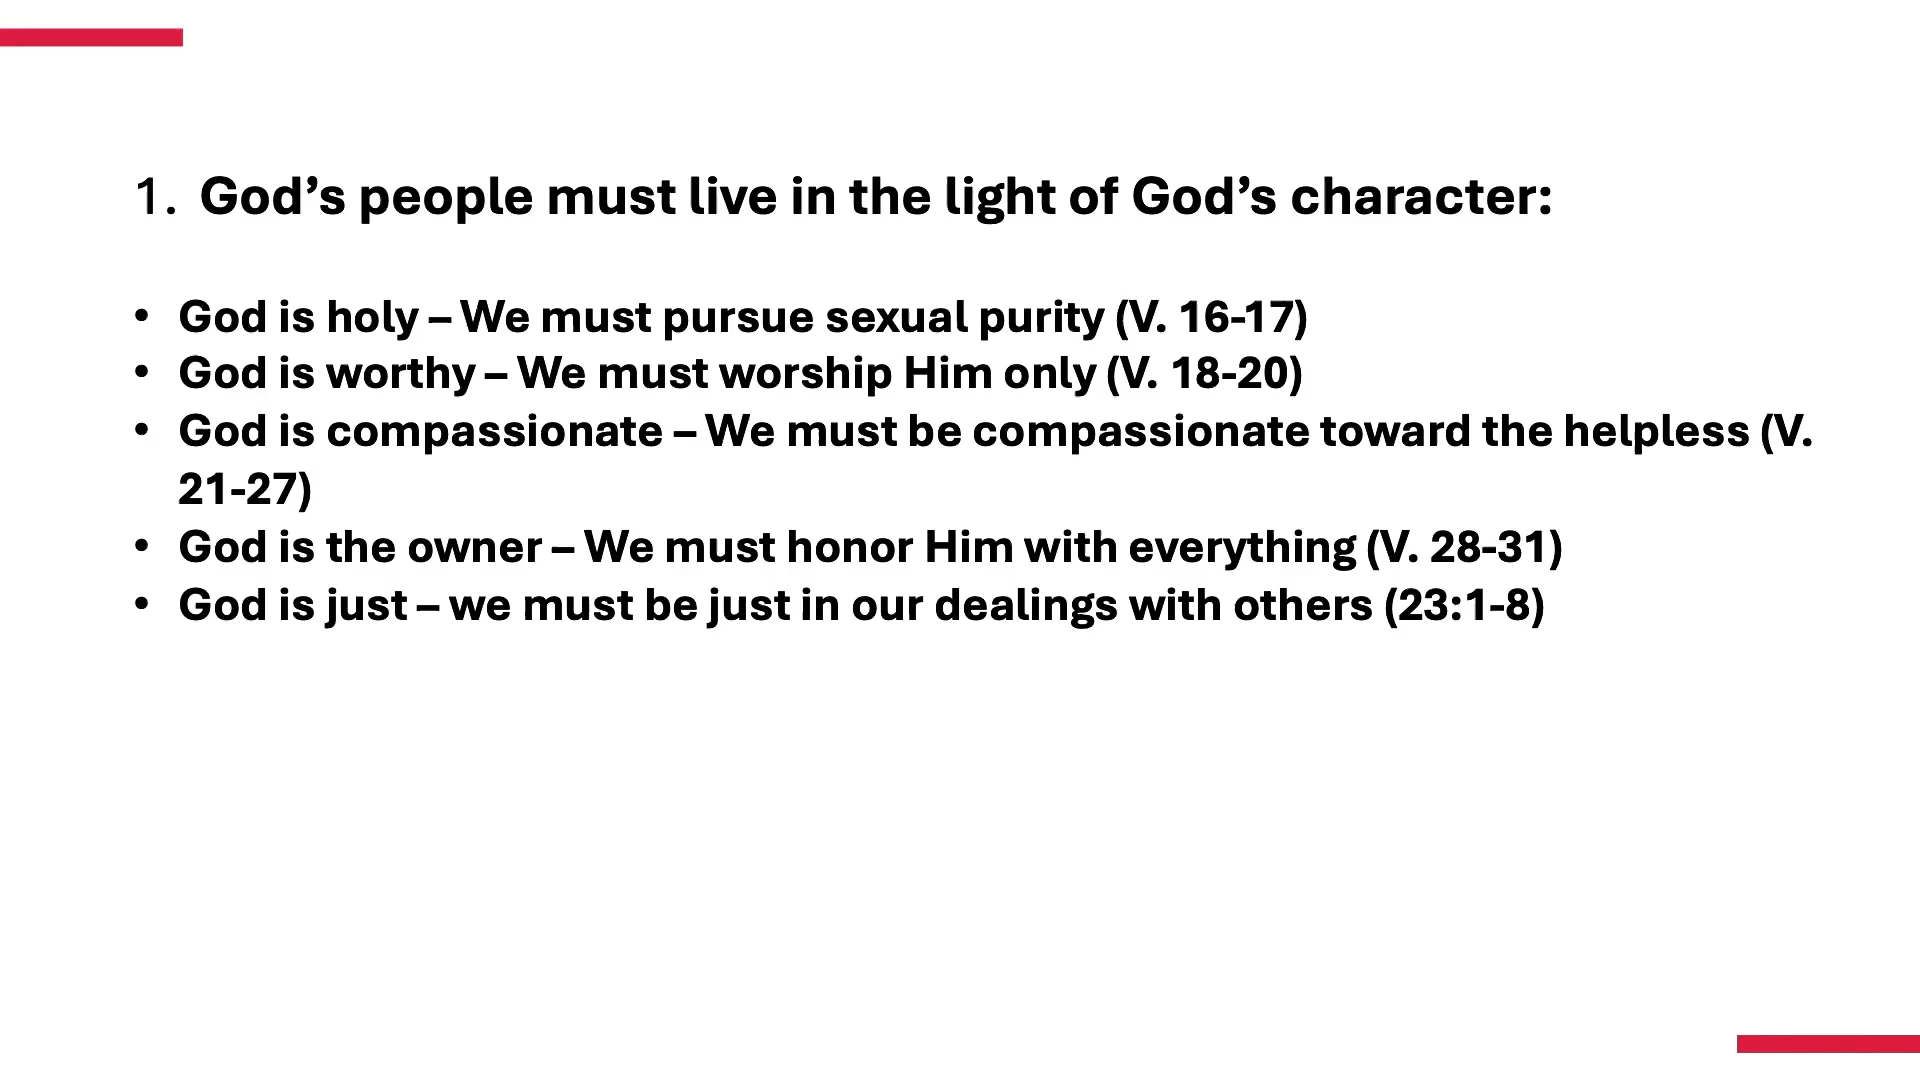 1. God’s people must live in the light of God’s character:
• God is holy – We must pursue sexual purity (V. 16-17)
• God is worthy – We must worship Him only (V. 18-20)
• God is compassionate – We must be compassionate toward the helpless (V.
21-27)
• God is the owner – We must honor Him with everything (V. 28-31)
• God is just – we must be just in our dealings with others (23:1-8)